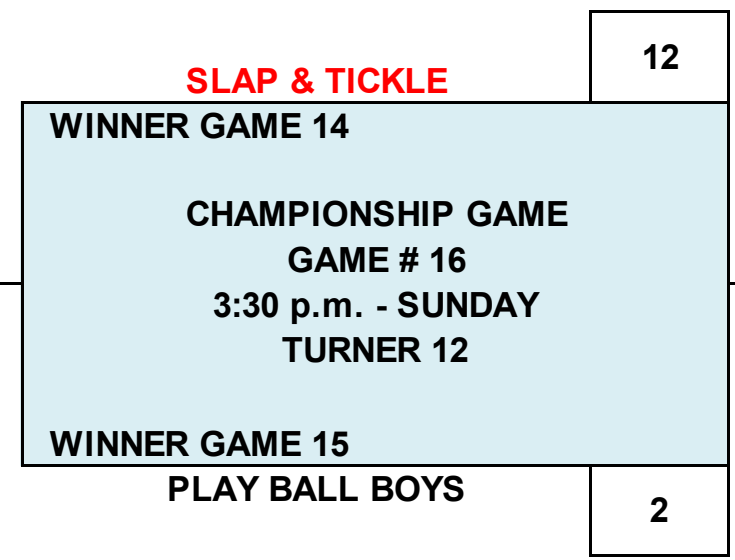 12
SLAP & TICKLE
WINNER GAME 14
CHAMPIONSHIP GAME
GAME # 16
3:30 p.m. - SUNDAY
TURNER 12
WINNER GAME 15
PLAY BALL BOYS
2